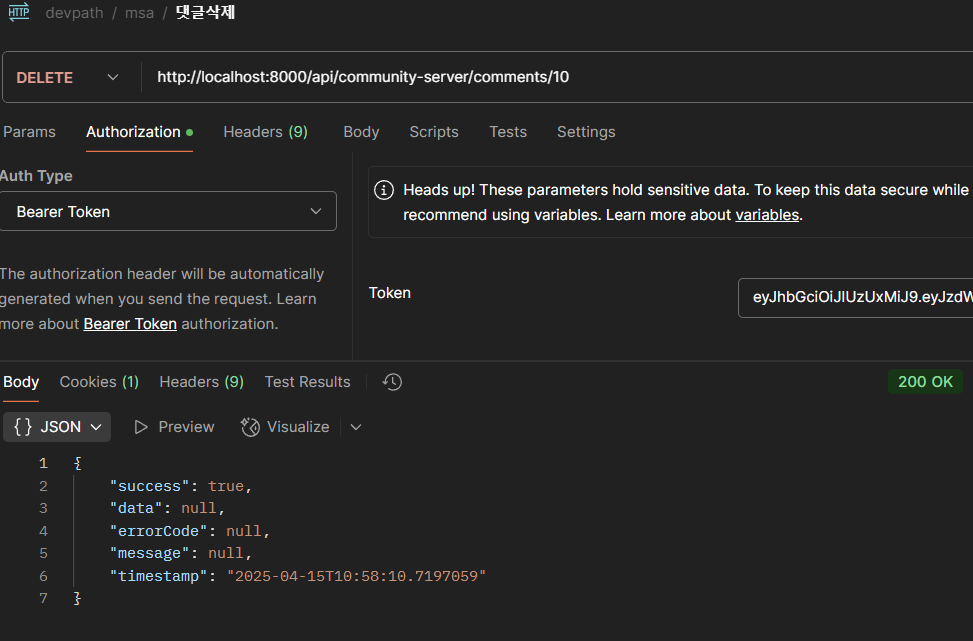 HTTP devpath / msa / 댓글삭제
DELETE http://localhost:8000/api/community-server/comments/10
Params Authorization Headers (9) Body Scripts Tests Settings
Auth Type
Bearer Token
Heads up! These parameters hold sensitive data. To keep this data secure while
recommend using variables. Learn more about variables.
The authorization header will be automatically
generated when you send the request. Learn
more about Bearer Token authorization.
Token eyJhbGciOiJIUzUxMiJ9.eyJzdW
Body Cookies (1) Headers (9) Test Results 200 OK
{} JSON Preview Visualize
1 {
2 "success": true,
3 "data": null,
4 "errorCode": null,
5 "message": null,
6 "timestamp": "2025-04-15T10:58:10.7197059"
7 }